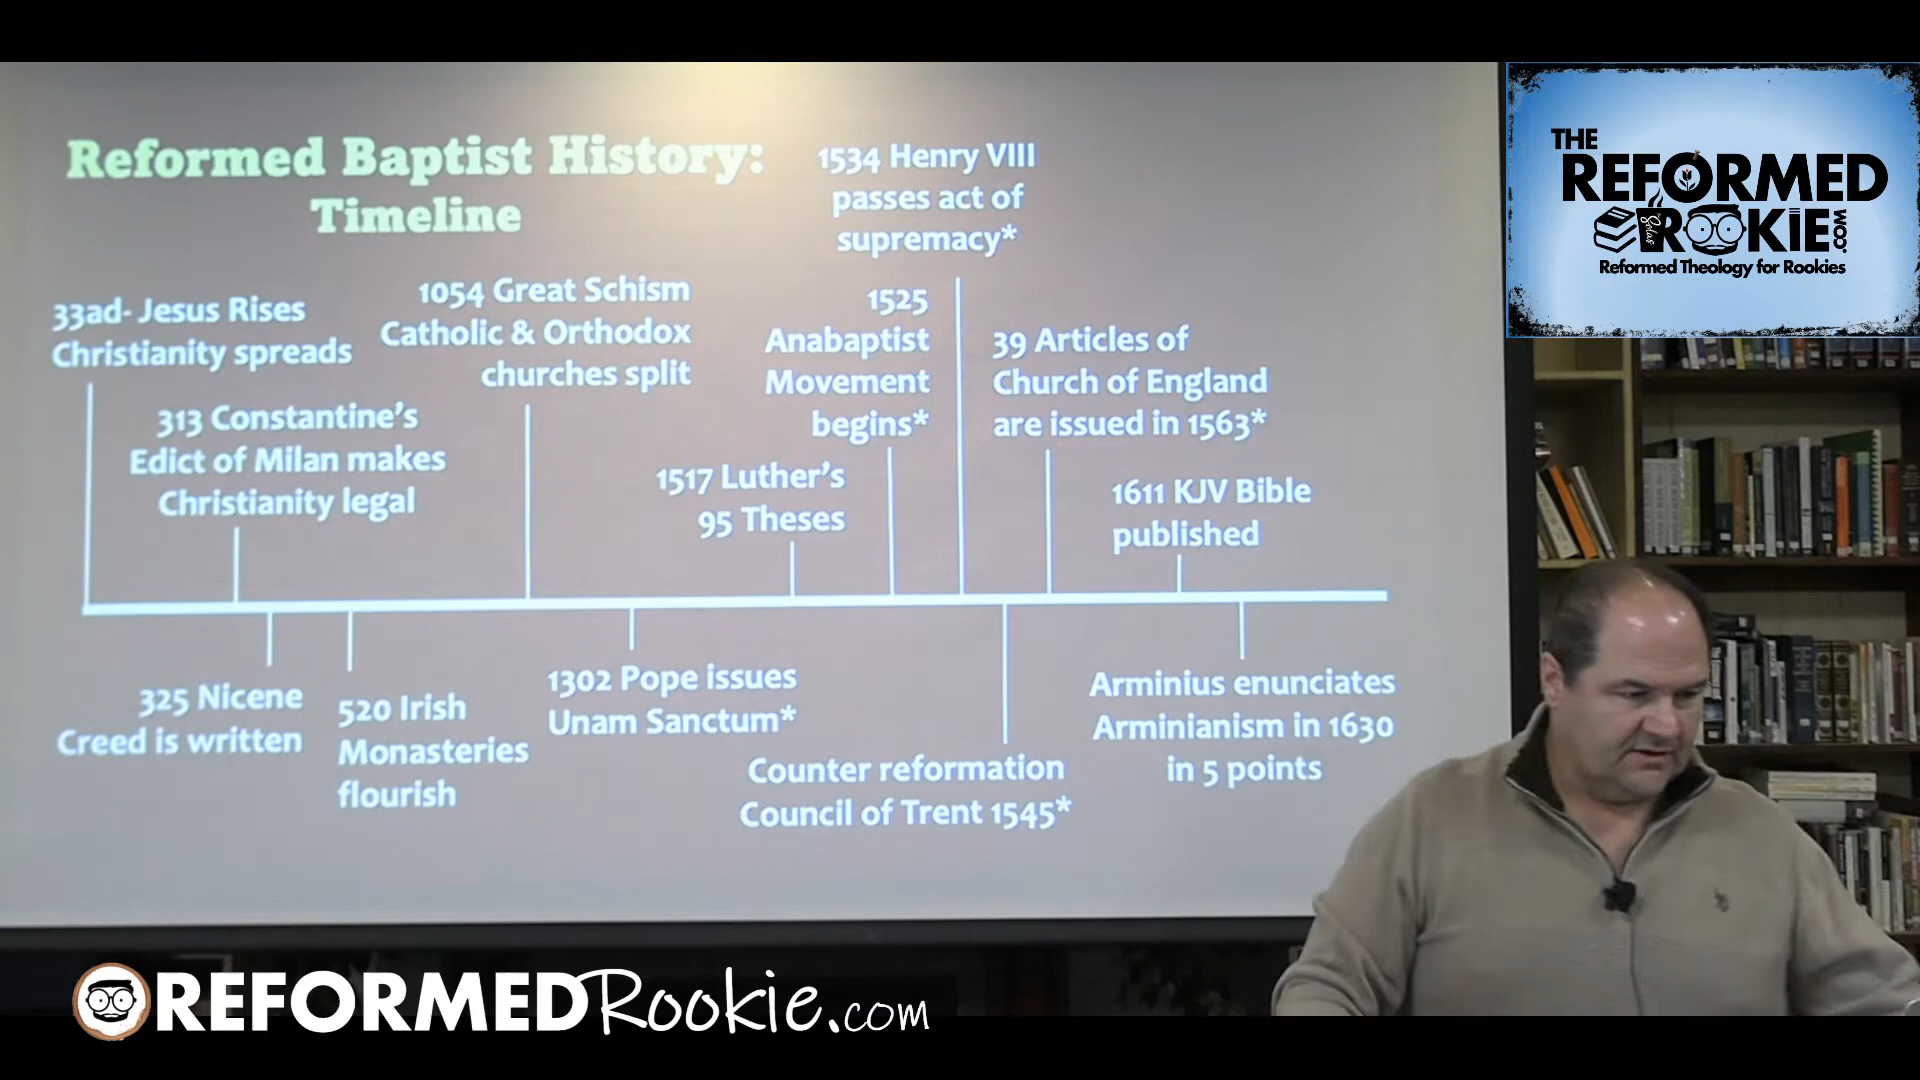 Reformed Baptist History:
Timeline
1534 Henry VIII
passes act of
supremacy*
33ad- Jesus Rises
Christianity spreads
1054 Great Schism
Catholic & Orthodox
churches split
1525
Anabaptist
Movement
begins*
39 Articles of
Church of England
are issued in 1563*
313 Constantine's
Edict of Milan makes
Christianity legal
1517 Luther's
95 Theses
1611 KJV Bible
published
325 Nicene
Creed is written
520 Irish
Monasteries
flourish
1302 Pope issues
Unam Sanctum*
Counter reformation
Council of Trent 1545*
Arminius enunciates
Arminianism in 1630
in 5 points
THE
REFORMED
ROOKIE
.COM
Solas
Reformed Theology for Rookies
REFORMED Rookie.com